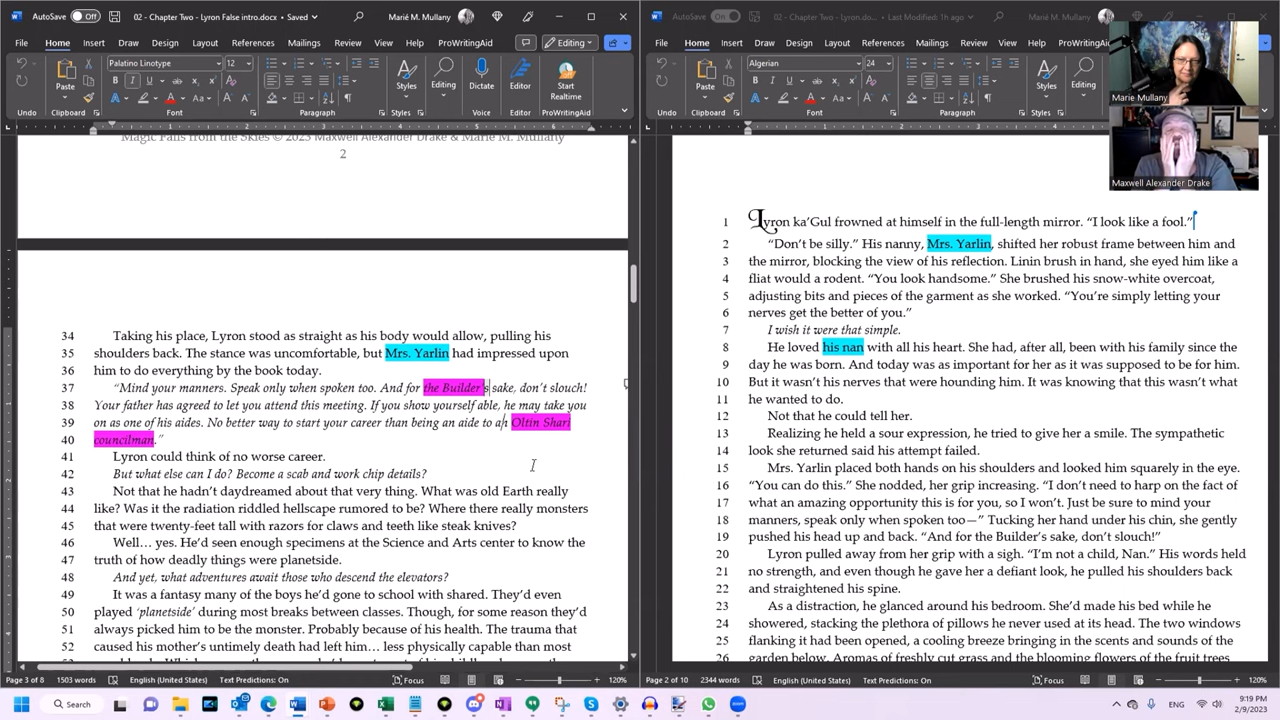 AutoSave Off 02 - Chapter Two - Lyron False intro.docx • Saved Marié M. Mullany
File Home Insert Draw Design Layout References Mailings Review View Help ProWritingAid Editing
Palatino Linotype 12
Paste Styles Editing Dictate Editor Start Realtime
Undo Clipboard Font Paragraph Styles Voice Editor ProWritingAid
Magic Falls from the Skies © 2023 Maxwell Alexander Drake & Marie M. Mullany
2
34 Taking his place, Lyron stood as straight as his body would allow, pulling his
35 shoulders back. The stance was uncomfortable, but Mrs. Yarlin had impressed upon
36 him to do everything by the book today.
37 “Mind your manners. Speak only when spoken too. And for the Builder’s sake, don’t slouch!
38 Your father has agreed to let you attend this meeting. If you show yourself able, he may take you
39 on as one of his aides. No better way to start your career than being an aide to an Oltin Shari
40 councilman.”
41 Lyron could think of no worse career.
42 But what else can I do? Become a scab and work chip details?
43 Not that he hadn’t daydreamed about that very thing. What was old Earth really
44 like? Was it the radiation riddled hellscape rumored to be? Where there really monsters
45 that were twenty-feet tall with razors for claws and teeth like steak knives?
46 Well… yes. He’d seen enough specimens at the Science and Arts center to know the
47 truth of how deadly things were planetside.
48 And yet, what adventures await those who descend the elevators?
49 It was a fantasy many of the boys he’d gone to school with shared. They’d even
50 played ‘planetside’ during most breaks between classes. Though, for some reason they’d
51 always picked him to be the monster. Probably because of his health. The trauma that
52 caused his mother’s untimely death had left him… less physically capable than most
Page 3 of 8 1503 words English (United States) Text Predictions: On Focus 120%
AutoSave On 02 - Chapter Two - Lyron.do... • Last Modified: 1h ago Marié M. Mullany
File Home Insert Draw Design Layout References Mailings Review View Help ProWritingAid
Algerian 24
Paste Styles Editing
Undo Clipboard Font Paragraph Styles
Marie Mullany
Maxwell Alexander Drake
1 Lyron ka’Gul frowned at himself in the full-length mirror. “I look like a fool.”
2 “Don’t be silly.” His nanny, Mrs. Yarlin, shifted her robust frame between him and
3 the mirror, blocking the view of his reflection. Linin brush in hand, she eyed him like a
4 fliat would a rodent. “You look handsome.” She brushed his snow-white overcoat,
5 adjusting bits and pieces of the garment as she worked. “You’re simply letting your
6 nerves get the better of you.”
7 I wish it were that simple.
8 He loved his nan with all his heart. She had, after all, been with his family since the
9 day he was born. And today was as important for her as it was supposed to be for him.
10 But it wasn’t his nerves that were hounding him. It was knowing that this wasn’t what
11 he wanted to do.
12 Not that he could tell her.
13 Realizing he held a sour expression, he tried to give her a smile. The sympathetic
14 look she returned said his attempt failed.
15 Mrs. Yarlin placed both hands on his shoulders and looked him squarely in the eye.
16 “You can do this.” She nodded, her grip increasing. “I don’t need to harp on the fact of
17 what an amazing opportunity this is for you, so I won’t. Just be sure to mind your
18 manners, speak only when spoken too—” Tucking her hand under his chin, she gently
19 pushed his head up and back. “And for the Builder’s sake, don’t slouch!”
20 Lyron pulled away from her grip with a sigh. “I’m not a child, Nan.” His words held
21 no strength, and even though he gave her a defiant look, he pulled his shoulders back
22 and straightened his spine.
23 As a distraction, he glanced around his bedroom. She’d made his bed while he
24 showered, stacking the plethora of pillows he never used at its head. The two windows
25 flanking it had been opened, a cooling breeze bringing in the scents and sounds of the
26 garden below. Aromas of freshly cut grass and the blooming flowers of the fruit trees
Page 2 of 10 2344 words English (United States) Text Predictions: On Focus 120%
Search ENG 9:19 PM 2/9/2023